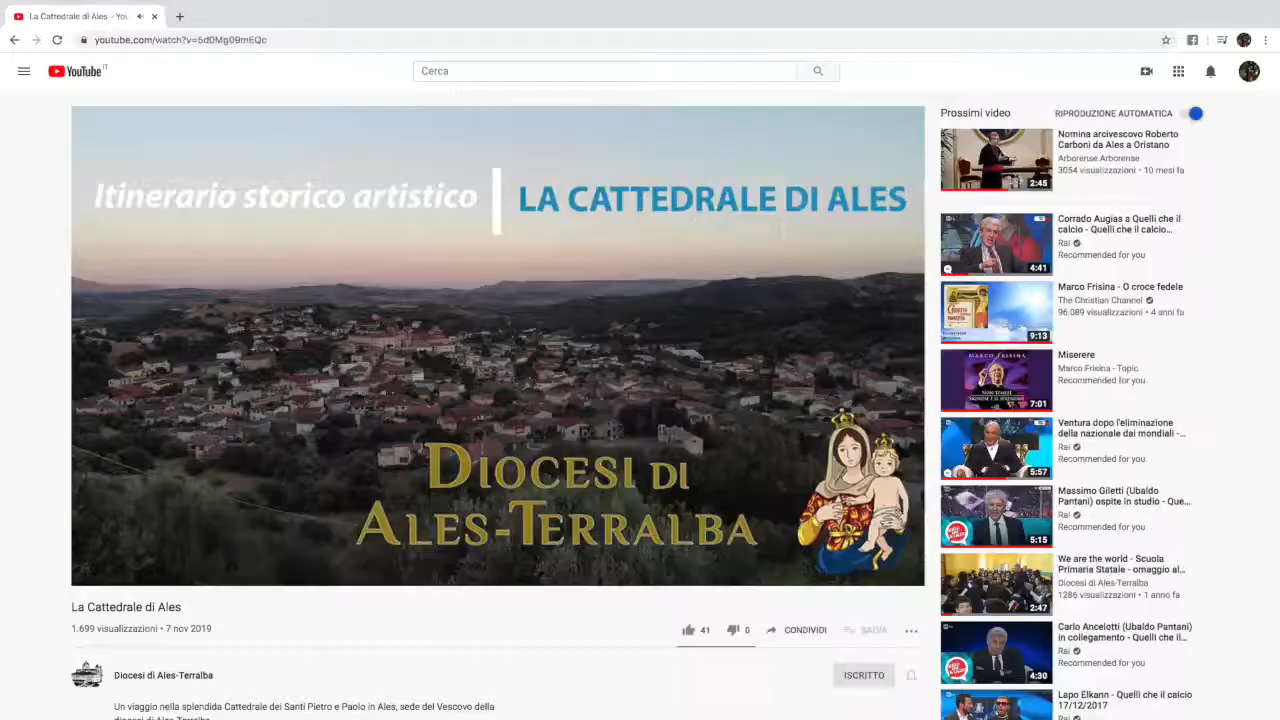 La Cattedrale di Ales - You
youtube.com/watch?v=5d0Mg09mEQc
YouTube IT
Cerca
Itinerario storico artistico | LA CATTEDRALE DI ALES
DIOCESI DI
ALES-TERRALBA
La Cattedrale di Ales
1.699 visualizzazioni • 7 nov 2019
41 0 CONDIVIDI SALVA
Diocesi di Ales-Terralba
ISCRITTO
Un viaggio nella splendida Cattedrale dei Santi Pietro e Paolo in Ales, sede del Vescovo della
diocesi di Ales-Terralba
Prossimi video RIPRODUZIONE AUTOMATICA
Nomina arcivescovo Roberto
Carboni da Ales a Oristano
Arborense Arborense
3054 visualizzazioni • 10 mesi fa
2:45
Corrado Augias a Quelli che il
calcio - Quelli che il calcio...
Rai
Recommended for you
4:41
Marco Frisina - O croce fedele
The Christian Channel
96.089 visualizzazioni • 4 anni fa
9:13
Miserere
Marco Frisina - Topic
Recommended for you
MARCO FRISINA
7:01
Ventura dopo l'eliminazione
della nazionale dai mondiali -...
Rai
Recommended for you
5:57
Massimo Giletti (Ubaldo
Pantani) ospite in studio - Que...
Rai
Recommended for you
5:15
We are the world - Scuola
Primaria Statale - omaggio al...
Diocesi di Ales-Terralba
1286 visualizzazioni • 1 anno fa
2:47
Carlo Ancelotti (Ubaldo Pantani)
in collegamento - Quelli che il...
Rai
Recommended for you
4:30
Lapo Elkann - Quelli che il calcio
17/12/2017
Rai